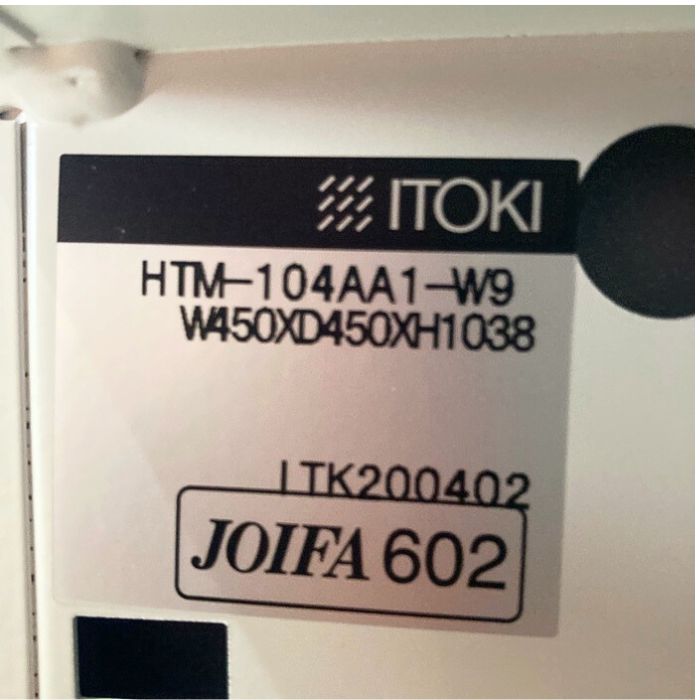 ITOKI
HTM-104AA1-W9
W450XD450XH1038
ITK200402
JOIFA 602